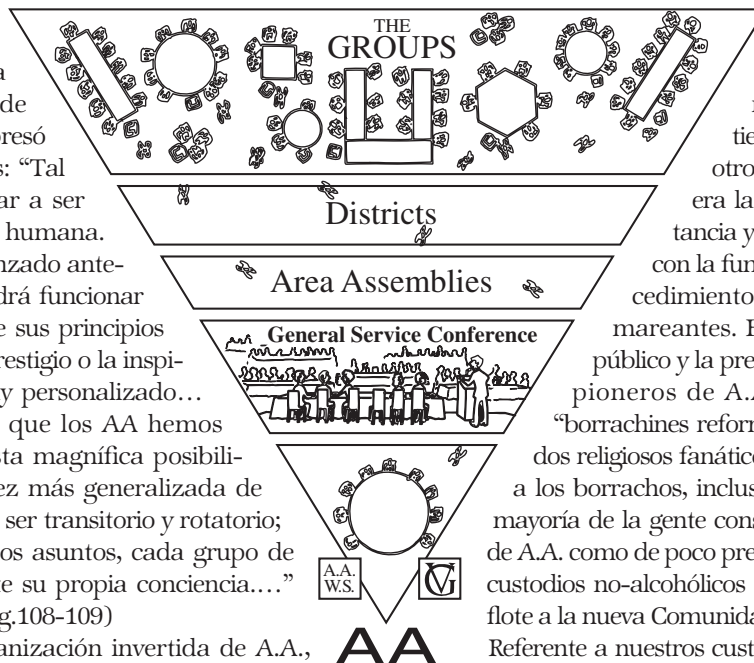 a
de
presó
s: “Tal
ar a ser
humana.
nzado ante-
drá funcionar
e sus principios
restigio o la inspi-
y personalizado…
que los AA hemos
sta magnífica posibili-
ez más generalizada de
ser transitorio y rotatorio;
os asuntos, cada grupo de
te su propia conciencia.…”
g.108-109)
anización invertida de A.A.,
THE
GROUPS
Districts
Area Assemblies
General Service Conference
A.A.
W.S.
GV
AA
tie
otro
era la
tancia y
con la fun
cedimiento
mareantes. E
público y la pre
pioneros de A.A
“borrachines reform
dos religiosos fanático
a los borrachos, inclus
mayoría de la gente cons
de A.A. como de poco pre
custodios no-alcohólicos
flote a la nueva Comunida
Referente a nuestros cust